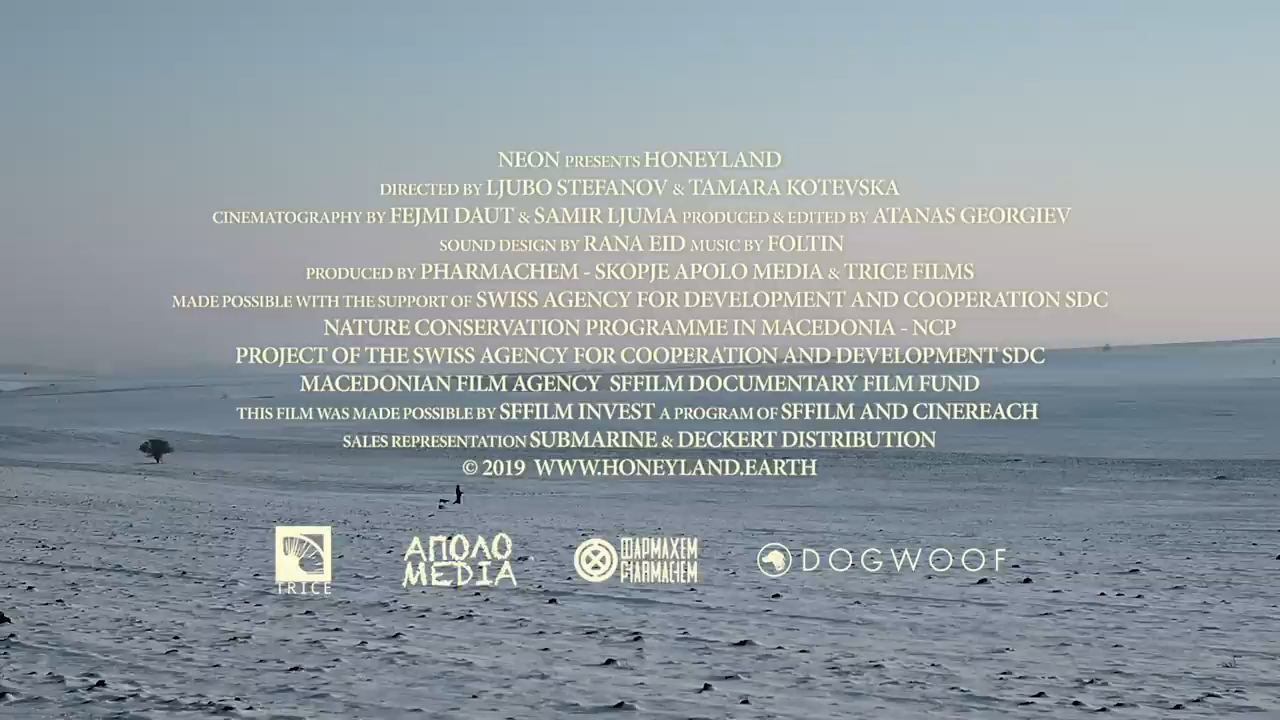 NEON PRESENTS HONEYLAND
DIRECTED BY LJUBO STEFANOV & TAMARA KOTEVSKA
CINEMATOGRAPHY BY FEJMI DAUT & SAMIR LJUMA PRODUCED & EDITED BY ATANAS GEORGIEV
SOUND DESIGN BY RANA EID MUSIC BY FOLTIN
PRODUCED BY PHARMACHEM - SKOPJE APOLO MEDIA & TRICE FILMS
MADE POSSIBLE WITH THE SUPPORT OF SWISS AGENCY FOR DEVELOPMENT AND COOPERATION SDC
NATURE CONSERVATION PROGRAMME IN MACEDONIA - NCP
PROJECT OF THE SWISS AGENCY FOR COOPERATION AND DEVELOPMENT SDC
MACEDONIAN FILM AGENCY SFFILM DOCUMENTARY FILM FUND
THIS FILM WAS MADE POSSIBLE BY SFFILM INVEST A PROGRAM OF SFFILM AND CINEREACH
SALES REPRESENTATION SUBMARINE & DECKERT DISTRIBUTION
© 2019 WWW.HONEYLAND.EARTH
TRICE
АПОЛО
MEDIA
ФАРМАХЕМ
PHARMACHEM
DOGWOOF